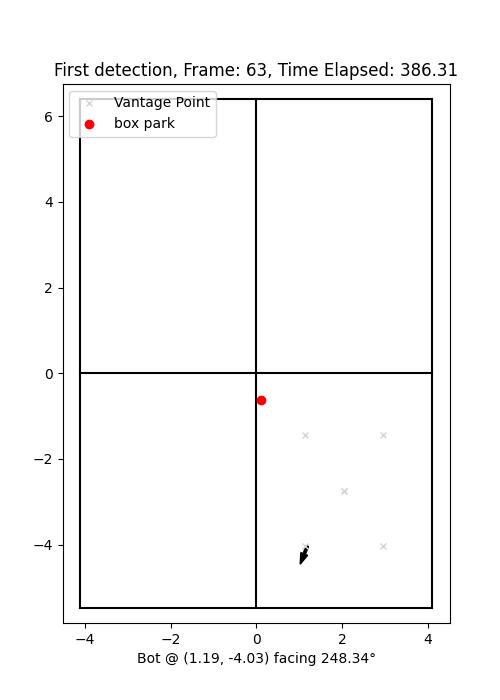 First detection, Frame: 63, Time Elapsed: 386.31
Vantage Point
box park
6
4
2
0
−2
−4
−4
−2
0
2
4
Bot @ (1.19, -4.03) facing 248.34°